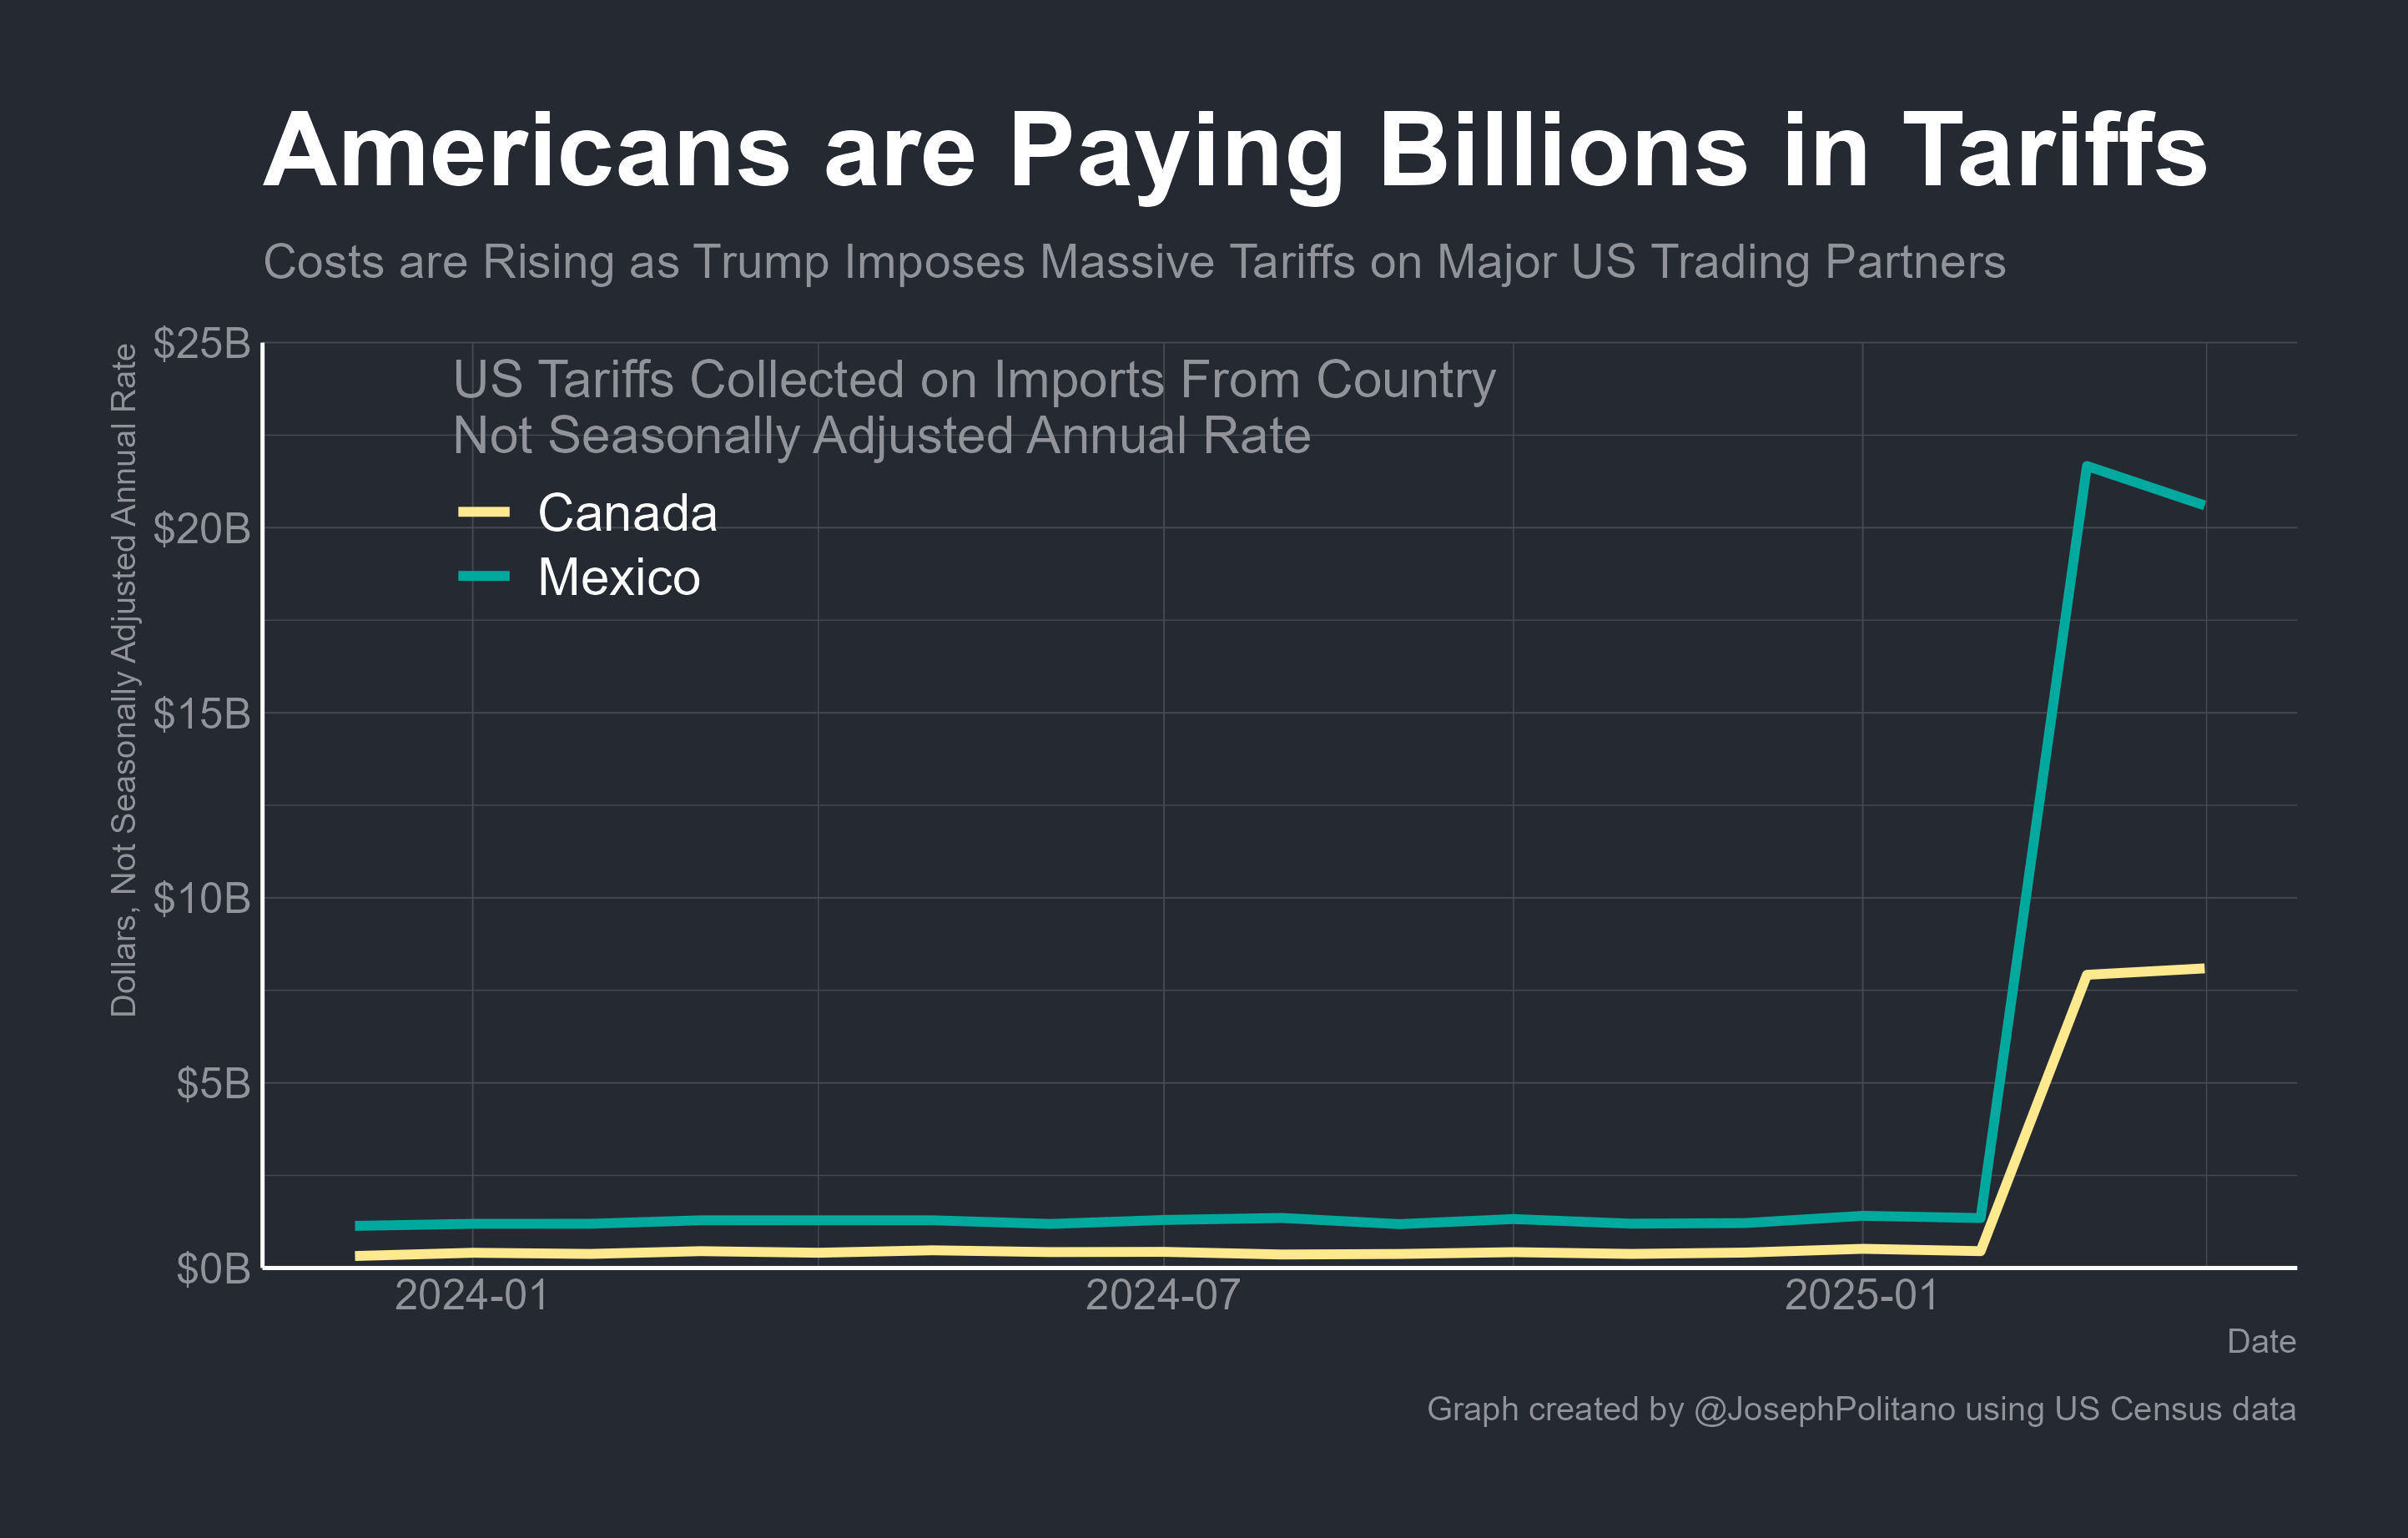 Americans are Paying Billions in Tariffs
Costs are Rising as Trump Imposes Massive Tariffs on Major US Trading Partners
Dollars, Not Seasonally Adjusted Annual Rate
$25B
$20B
$15B
$10B
$5B
$0B
US Tariffs Collected on Imports From Country
Not Seasonally Adjusted Annual Rate
Canada
Mexico
2024-01
2024-07
2025-01
Date
Graph created by @JosephPolitano using US Census data